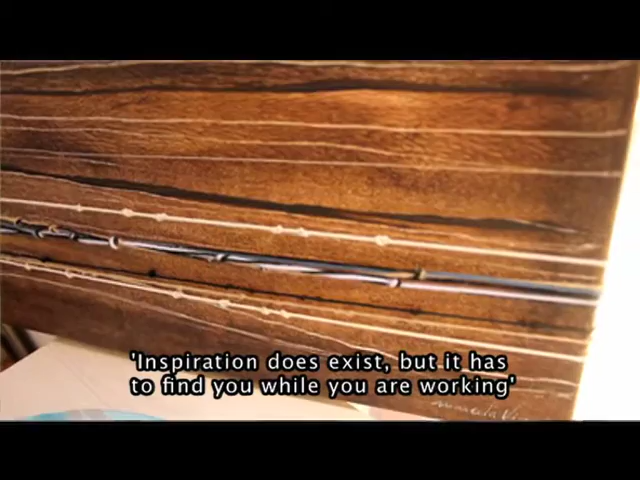 'Inspiration does exist, but it has
to find you while you are working'